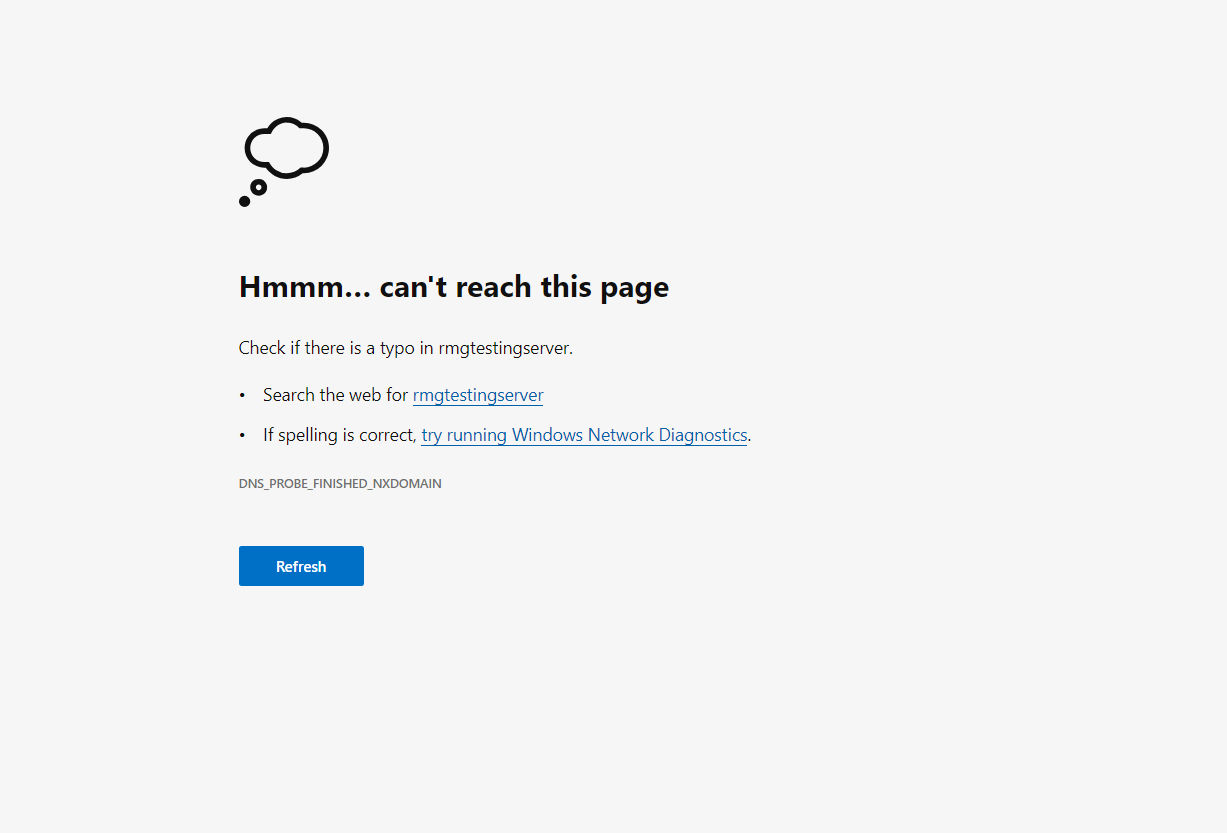 Hmmm... can't reach this page
Check if there is a typo in rmgtestingserver.
• Search the web for rmgtestingserver
• If spelling is correct, try running Windows Network Diagnostics.
DNS_PROBE_FINISHED_NXDOMAIN
Refresh